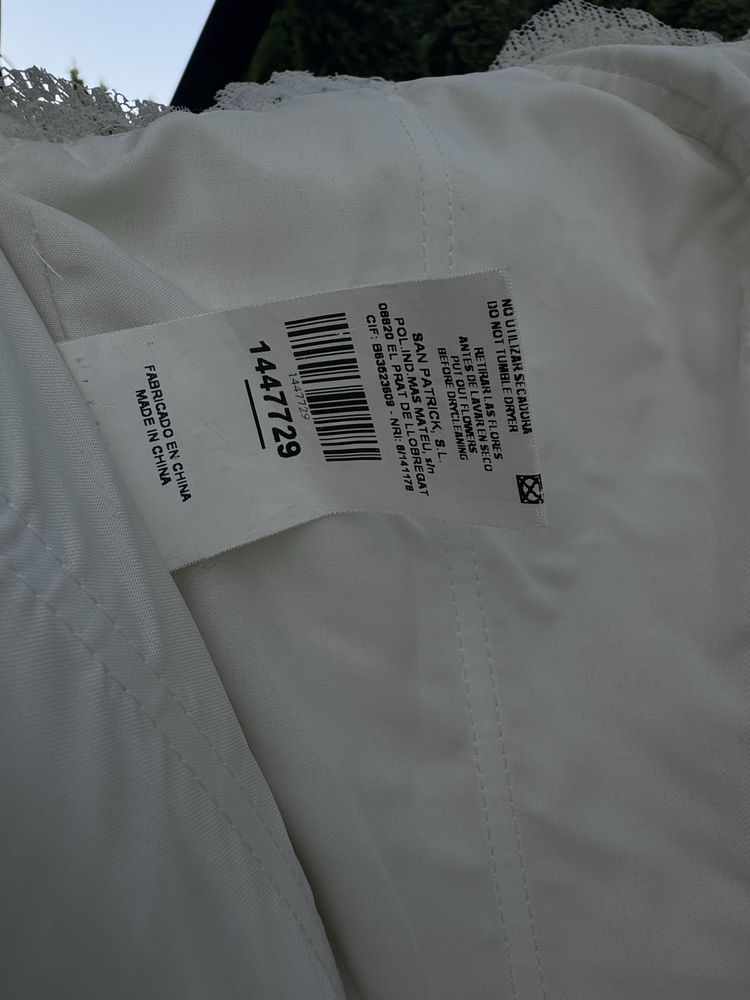 NO UTILIZAR SECADORA
DO NOT TUMBLE DRYER
RETIRAR LAS FLORES
ANTES DE LAVAR EN SECO
PUT OUT FLOWERS
BEFORE DRYCLEANING
SAN PATRICK, S.L.
POL.IND.MAS MATEU, s/n
08820 EL PRAT DE LLOBREGAT
CIF: B63523609 - NRI: 8/141178
1447729
1447729
FABRICADO EN CHINA
MADE IN CHINA